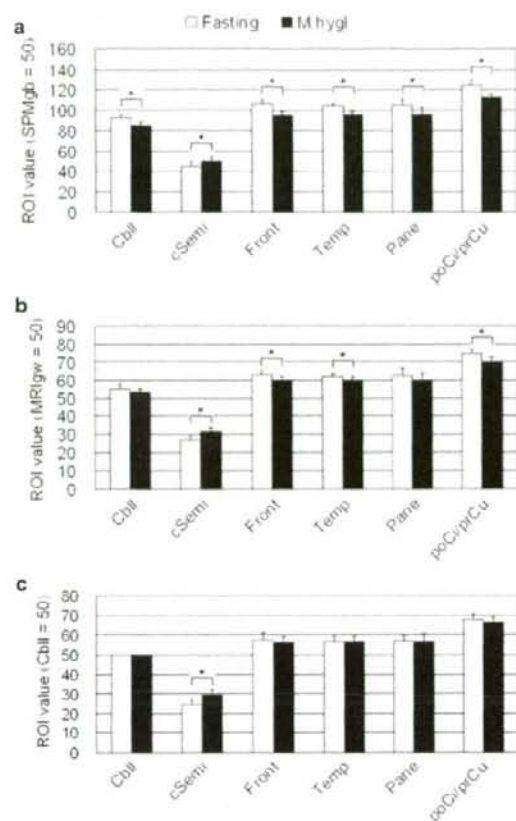 Fasting M hygl
a
ROI value (SPMgb = 50)
160
140
120
100
80
60
40
20
0
* * * * * *
Cbll cSemi Front Temp Parie poCi/prCu
b
ROI value (MRIgw = 50)
90
80
70
60
50
40
30
20
10
0
* * * *
Cbll cSemi Front Temp Parie poCi/prCu
c
ROI value (Cbll = 50)
80
70
60
50
40
30
20
10
0
*
Cbll cSemi Front Temp Parie poCi/prCu